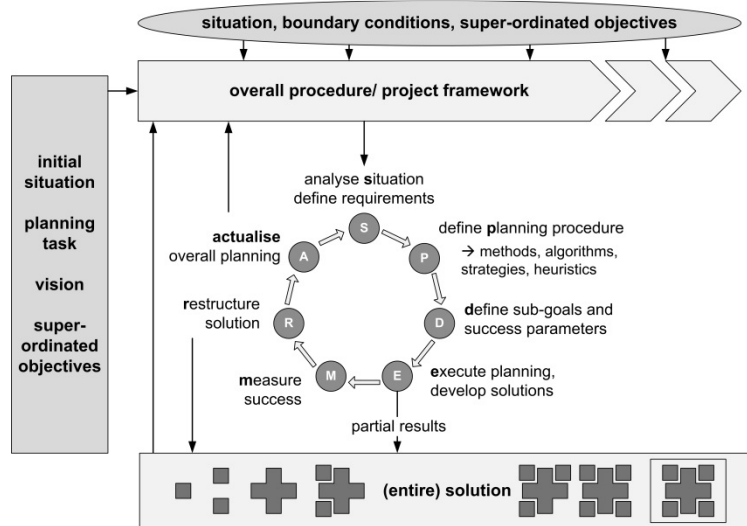 situation, boundary conditions, super-ordinated objectives
overall procedure/ project framework
initial
situation
planning
task
vision
super-
ordinated
objectives
analyse situation
define requirements
S
define planning procedure
→ methods, algorithms,
strategies, heuristics
P
define sub-goals and
success parameters
D
execute planning,
develop solutions
E
measure
success
M
restructure
solution
R
actualise
overall planning
A
partial results
(entire) solution